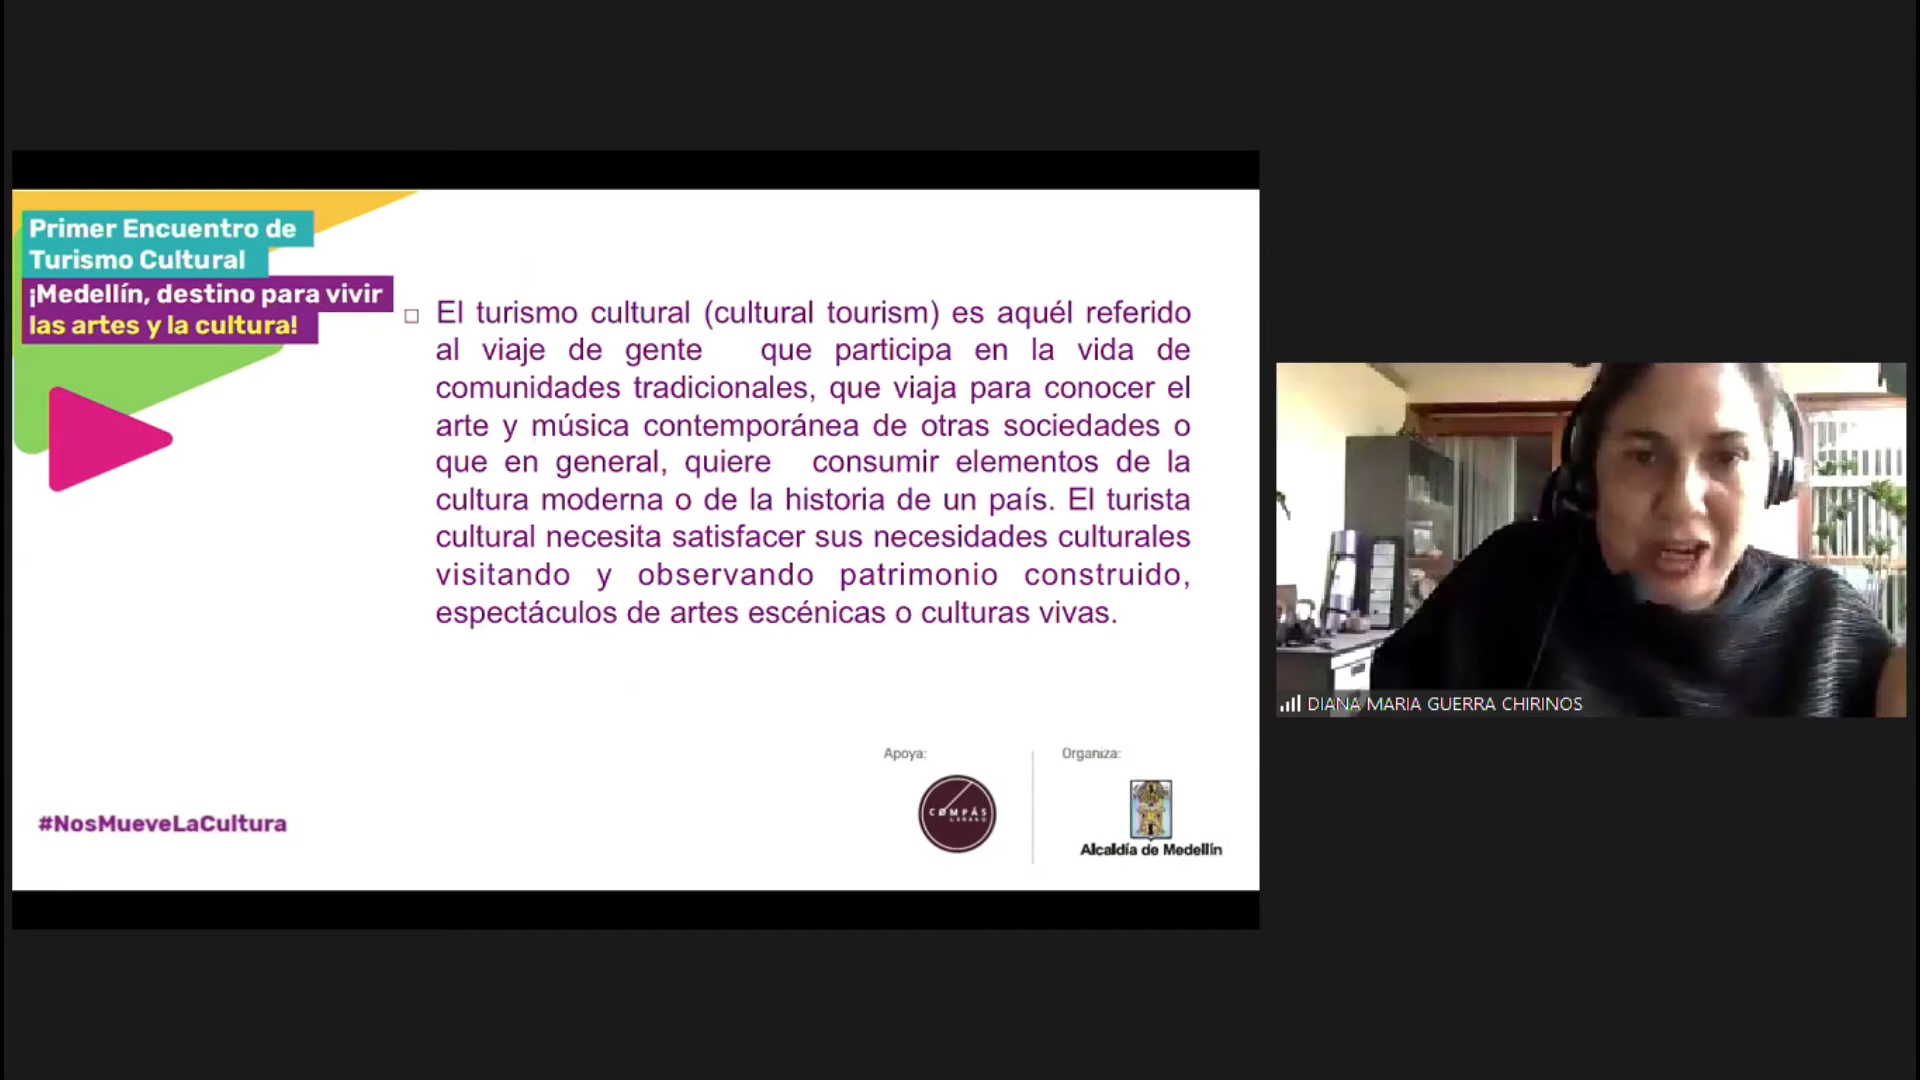 Primer Encuentro de
Turismo Cultural
¡Medellín, destino para vivir
las artes y la cultura!
El turismo cultural (cultural tourism) es aquél referido
al viaje de gente que participa en la vida de
comunidades tradicionales, que viaja para conocer el
arte y música contemporánea de otras sociedades o
que en general, quiere consumir elementos de la
cultura moderna o de la historia de un país. El turista
cultural necesita satisfacer sus necesidades culturales
visitando y observando patrimonio construido,
espectáculos de artes escénicas o culturas vivas.
#NosMueveLaCultura
Apoya:
COMPÁS
URBANO
Organiza:
Alcaldía de Medellín
DIANA MARIA GUERRA CHIRINOS